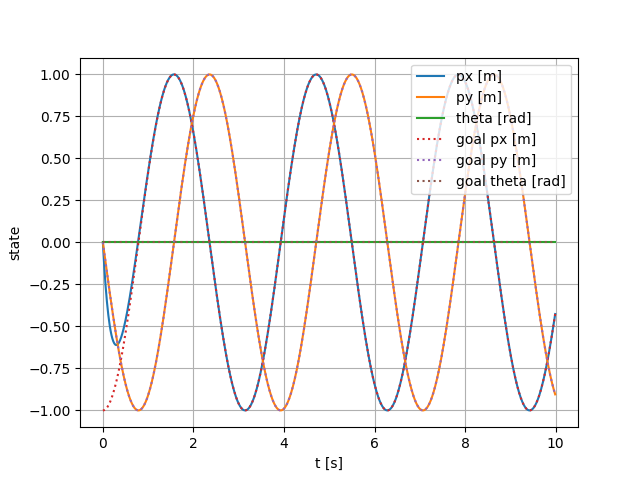 1.00
0.75
0.50
0.25
0.00
−0.25
−0.50
−0.75
−1.00
state
0 2 4 6 8 10
t [s]
px [m]
py [m]
theta [rad]
goal px [m]
goal py [m]
goal theta [rad]